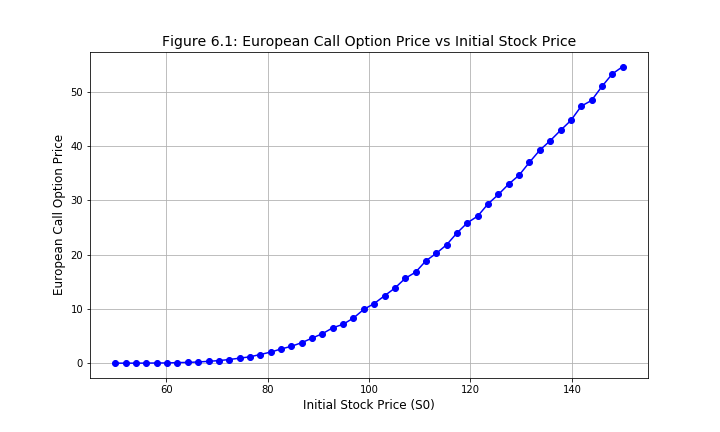 Figure 6.1: European Call Option Price vs Initial Stock Price
European Call Option Price
50
40
30
20
10
0
60 80 100 120 140
Initial Stock Price (S0)